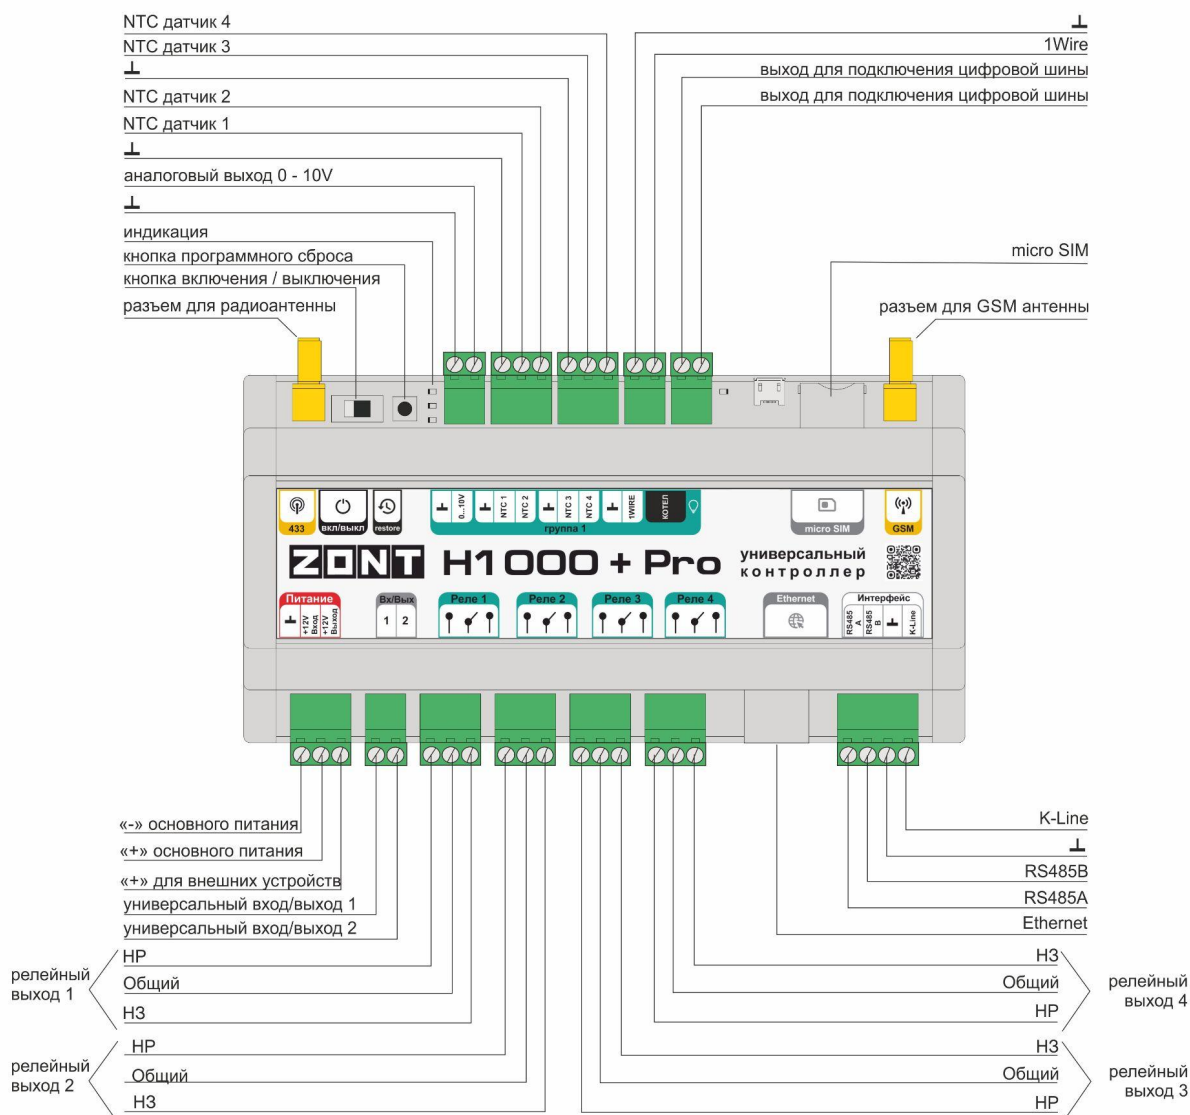 NTC датчик 4
NTC датчик 3
NTC датчик 2
NTC датчик 1
аналоговый выход 0 - 10V
индикация
кнопка программного сброса
кнопка включения / выключения
разъем для радиоантенны
1Wire
выход для подключения цифровой шины
выход для подключения цифровой шины
micro SIM
разъем для GSM антенны
433
вкл/выкл
restore
0...10V
NTC 1
NTC 2
NTC 3
NTC 4
1WIRE
КОТЕЛ
группа 1
micro SIM
GSM
ZONT H1000 + Pro
универсальный
контроллер
Питание
+12V
Вход
+12V
Выход
Вх/Вых
1 2
Реле 1
Реле 2
Реле 3
Реле 4
Ethernet
Интерфейс
RS485
A
RS485
B
K-Line
«-» основного питания
«+» основного питания
«+» для внешних устройств
универсальный вход/выход 1
универсальный вход/выход 2
релейный
выход 1
НР
Общий
НЗ
релейный
выход 2
НР
Общий
НЗ
K-Line
RS485B
RS485A
Ethernet
НЗ
Общий
НР
релейный
выход 4
НЗ
Общий
НР
релейный
выход 3